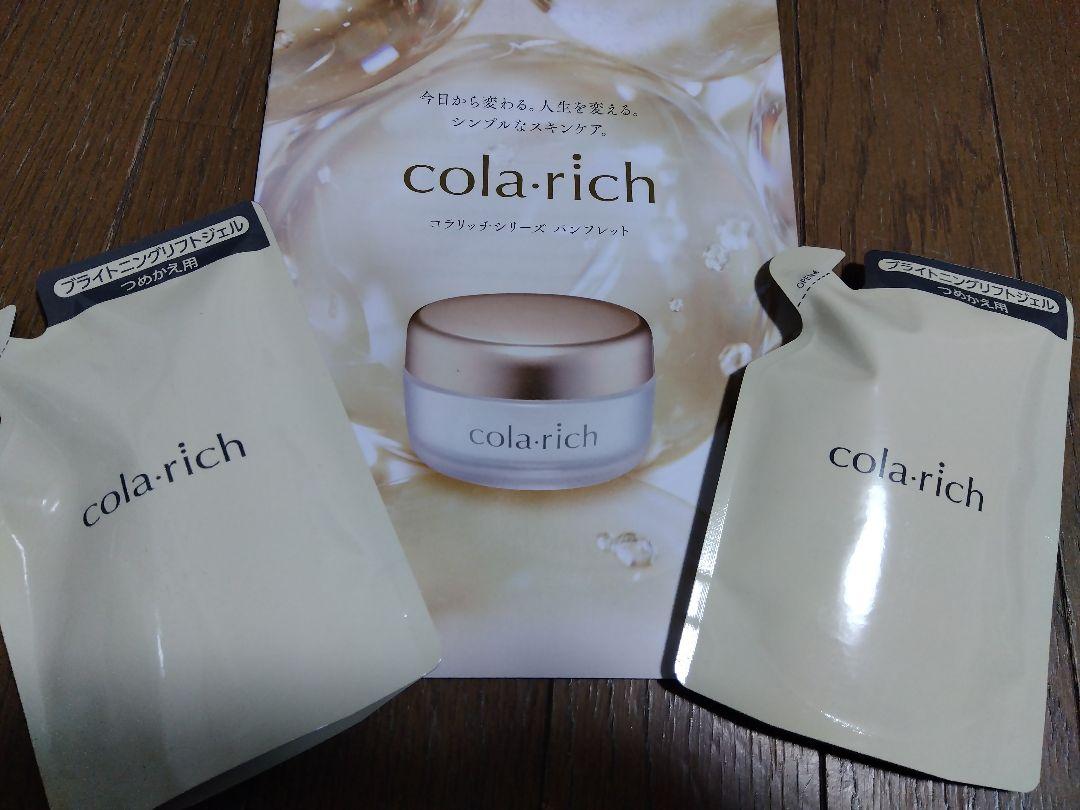 今日から変わる。人生を変える。
シンプルなスキンケア。
cola·rich
コラリッチ・シリーズ パンフレット
cola·rich
ブライトニングリフトジェル
つめかえ用
cola·rich
OPEN
ブライトニングリフトジェル
つめかえ用
cola·rich